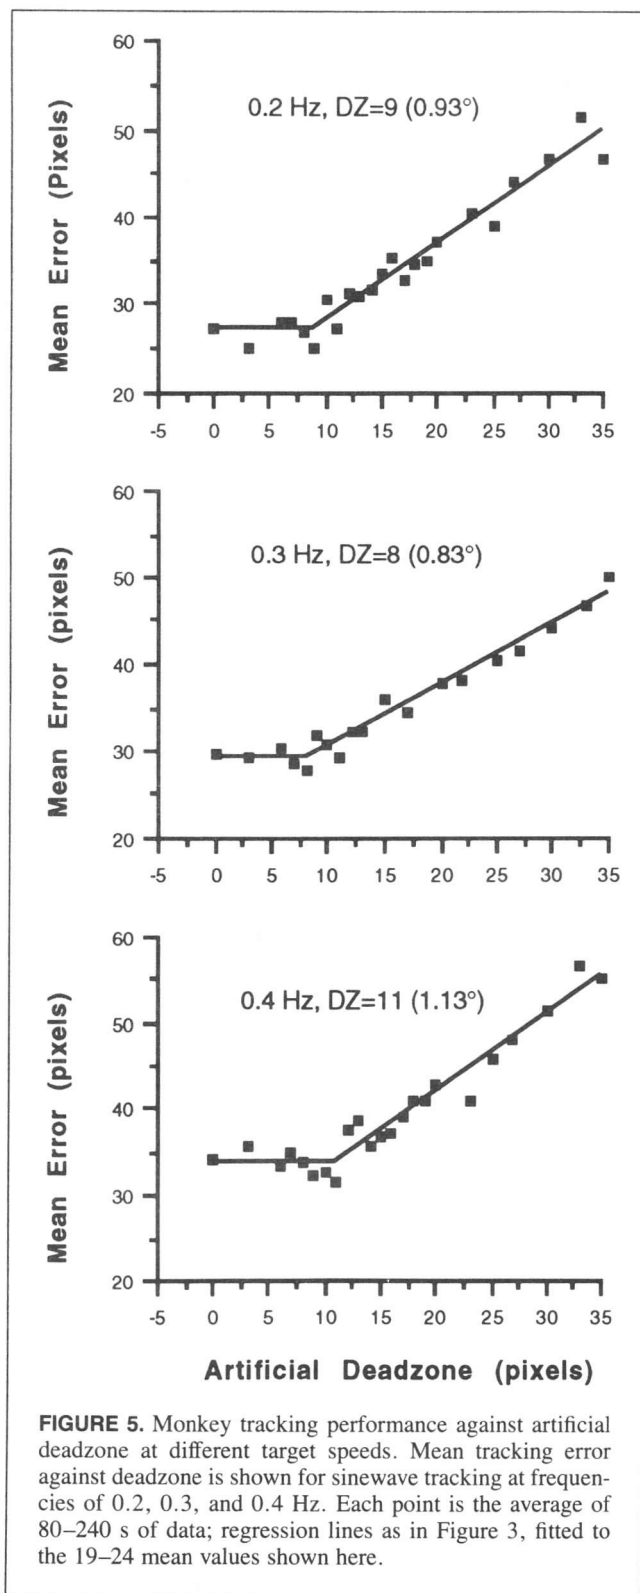 60
50
40
30
20
Mean Error (Pixels)
0.2 Hz, DZ=9 (0.93°)
-5 0 5 10 15 20 25 30 35
60
50
40
30
20
Mean Error (pixels)
0.3 Hz, DZ=8 (0.83°)
-5 0 5 10 15 20 25 30 35
60
50
40
30
20
Mean Error (pixels)
0.4 Hz, DZ=11 (1.13°)
-5 0 5 10 15 20 25 30 35
Artificial Deadzone (pixels)
FIGURE 5. Monkey tracking performance against artificial
deadzone at different target speeds. Mean tracking error
against deadzone is shown for sinewave tracking at frequen-
cies of 0.2, 0.3, and 0.4 Hz. Each point is the average of
80–240 s of data; regression lines as in Figure 3, fitted to
the 19–24 mean values shown here.